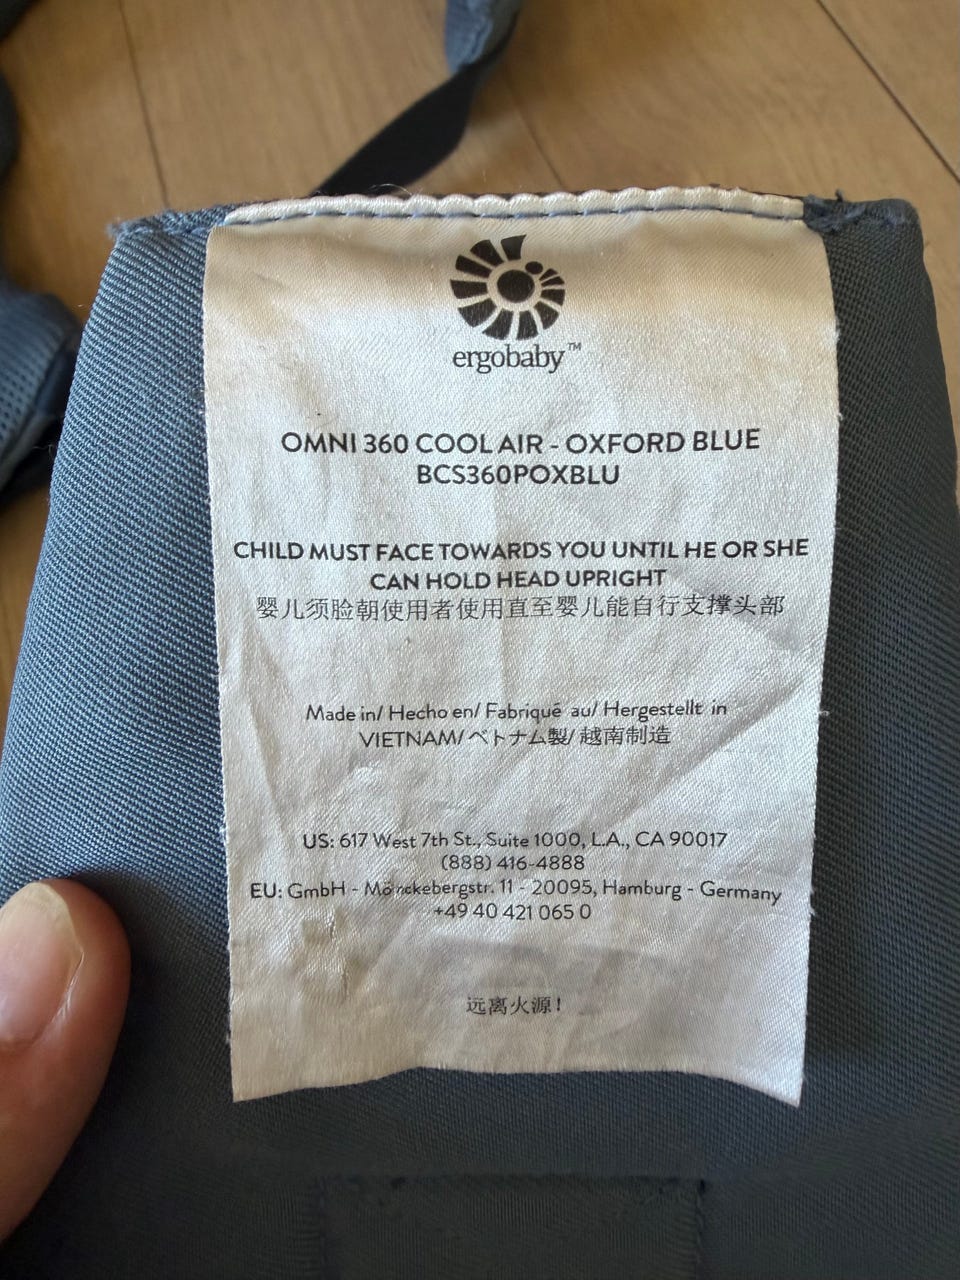 ergobaby™
OMNI 360 COOL AIR - OXFORD BLUE
BCS360POXBLU
CHILD MUST FACE TOWARDS YOU UNTIL HE OR SHE
CAN HOLD HEAD UPRIGHT
婴儿须脸朝使用者使用直至婴儿能自行支撑头部
Made in/ Hecho en/ Fabriqué au/ Hergestellt in
VIETNAM/ベトナム製/越南制造
US: 617 West 7th St., Suite 1000, L.A., CA 90017
(888) 416-4888
EU: GmbH - Mönckebergstr. 11 - 20095, Hamburg - Germany
+49 40 421 065 0
远离火源!